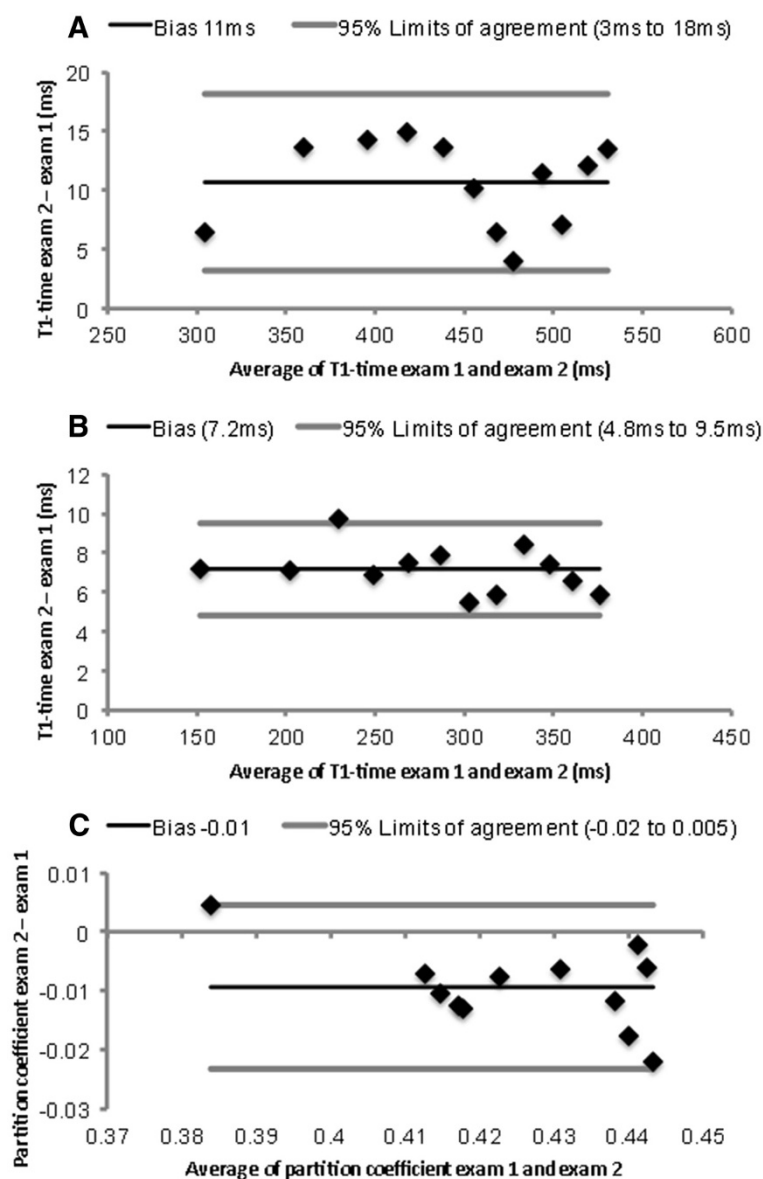 A Bias 11ms 95% Limits of agreement (3ms to 18ms)
T1-time exam 2 – exam 1 (ms)
20
15
10
5
0
250 300 350 400 450 500 550 600
Average of T1-time exam 1 and exam 2 (ms)
B Bias (7.2ms) 95% Limits of agreement (4.8ms to 9.5ms)
T1-time exam 2 – exam 1 (ms)
12
10
8
6
4
2
0
100 150 200 250 300 350 400 450
Average of T1-time exam 1 and exam 2 (ms)
C Bias -0.01 95% Limits of agreement (-0.02 to 0.005)
Partition coefficient exam 2 – exam 1
0.01
0
-0.01
-0.02
-0.03
0.37 0.38 0.39 0.4 0.41 0.42 0.43 0.44 0.45
Average of partition coefficient exam 1 and exam 2